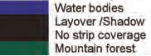 Water bodies
Layover /Shadow
No strip coverage
Mountain forest